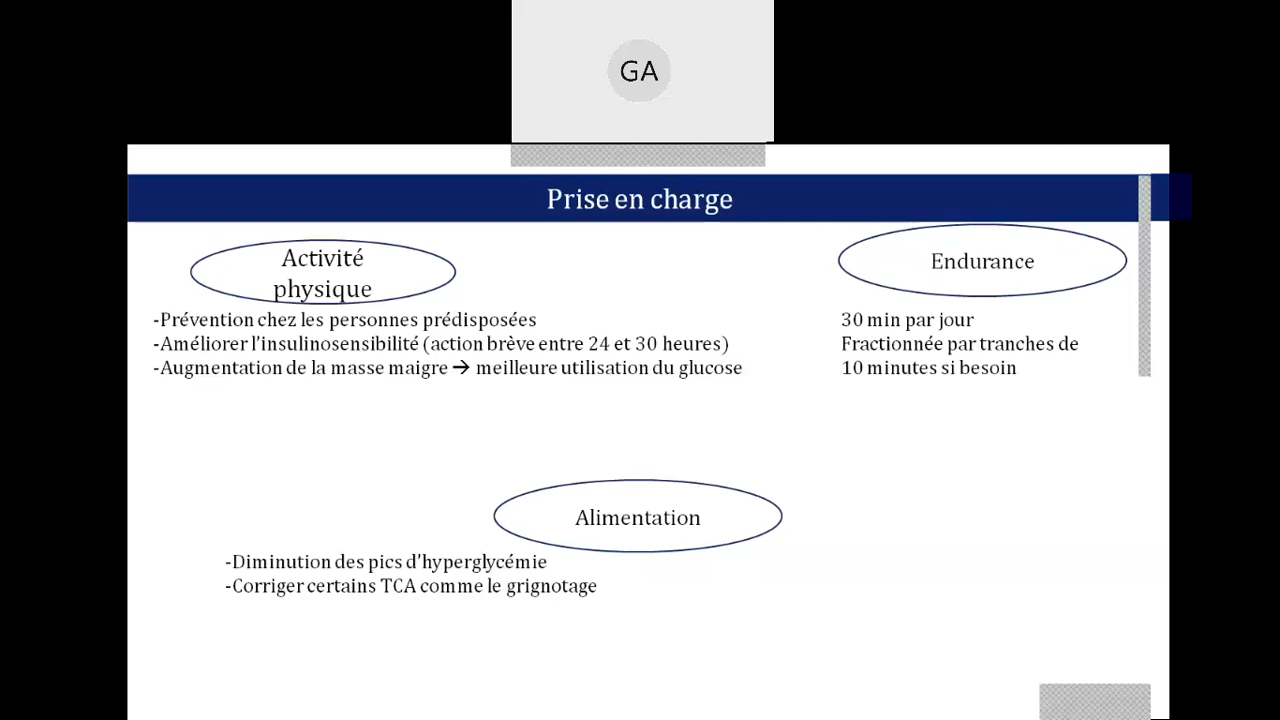 GA
Prise en charge
Activité
physique
-Prévention chez les personnes prédisposées
-Améliorer l'insulinosensibilité (action brève entre 24 et 30 heures)
-Augmentation de la masse maigre → meilleure utilisation du glucose
Endurance
30 min par jour
Fractionnée par tranches de
10 minutes si besoin
Alimentation
-Diminution des pics d'hyperglycémie
-Corriger certains TCA comme le grignotage